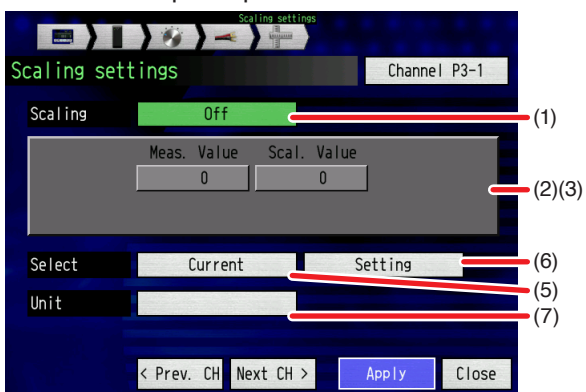 Scaling settings
Scaling settings
Channel P3-1
Scaling
Off
(1)
Meas. Value Scal. Value
0 0
(2)(3)
Select
Current
Setting
(6)
(5)
Unit
(7)
< Prev. CH
Next CH >
Apply
Close